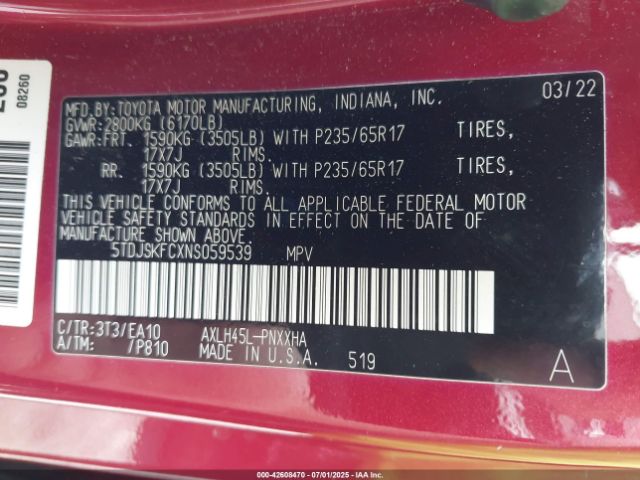 08260
MFD.BY:TOYOTA MOTOR MANUFACTURING, INDIANA, INC. 03/22
GVWR:2800KG (6170LB)
GAWR:FRT. 1590KG (3505LB) WITH P235/65R17 TIRES,
17X7J RIMS.
RR. 1590KG (3505LB) WITH P235/65R17 TIRES,
17X7J RIMS.
THIS VEHICLE CONFORMS TO ALL APPLICABLE FEDERAL MOTOR
VEHICLE SAFETY STANDARDS IN EFFECT ON THE DATE OF
MANUFACTURE SHOWN ABOVE.
5TDJSKFCXNS059539 MPV
C/TR:3T3/EA10 AXLH45L-PNXXHA
A/TM: /P810 MADE IN U.S.A. 519 A
000-42608470 - 07/01/2025 - iaai.com